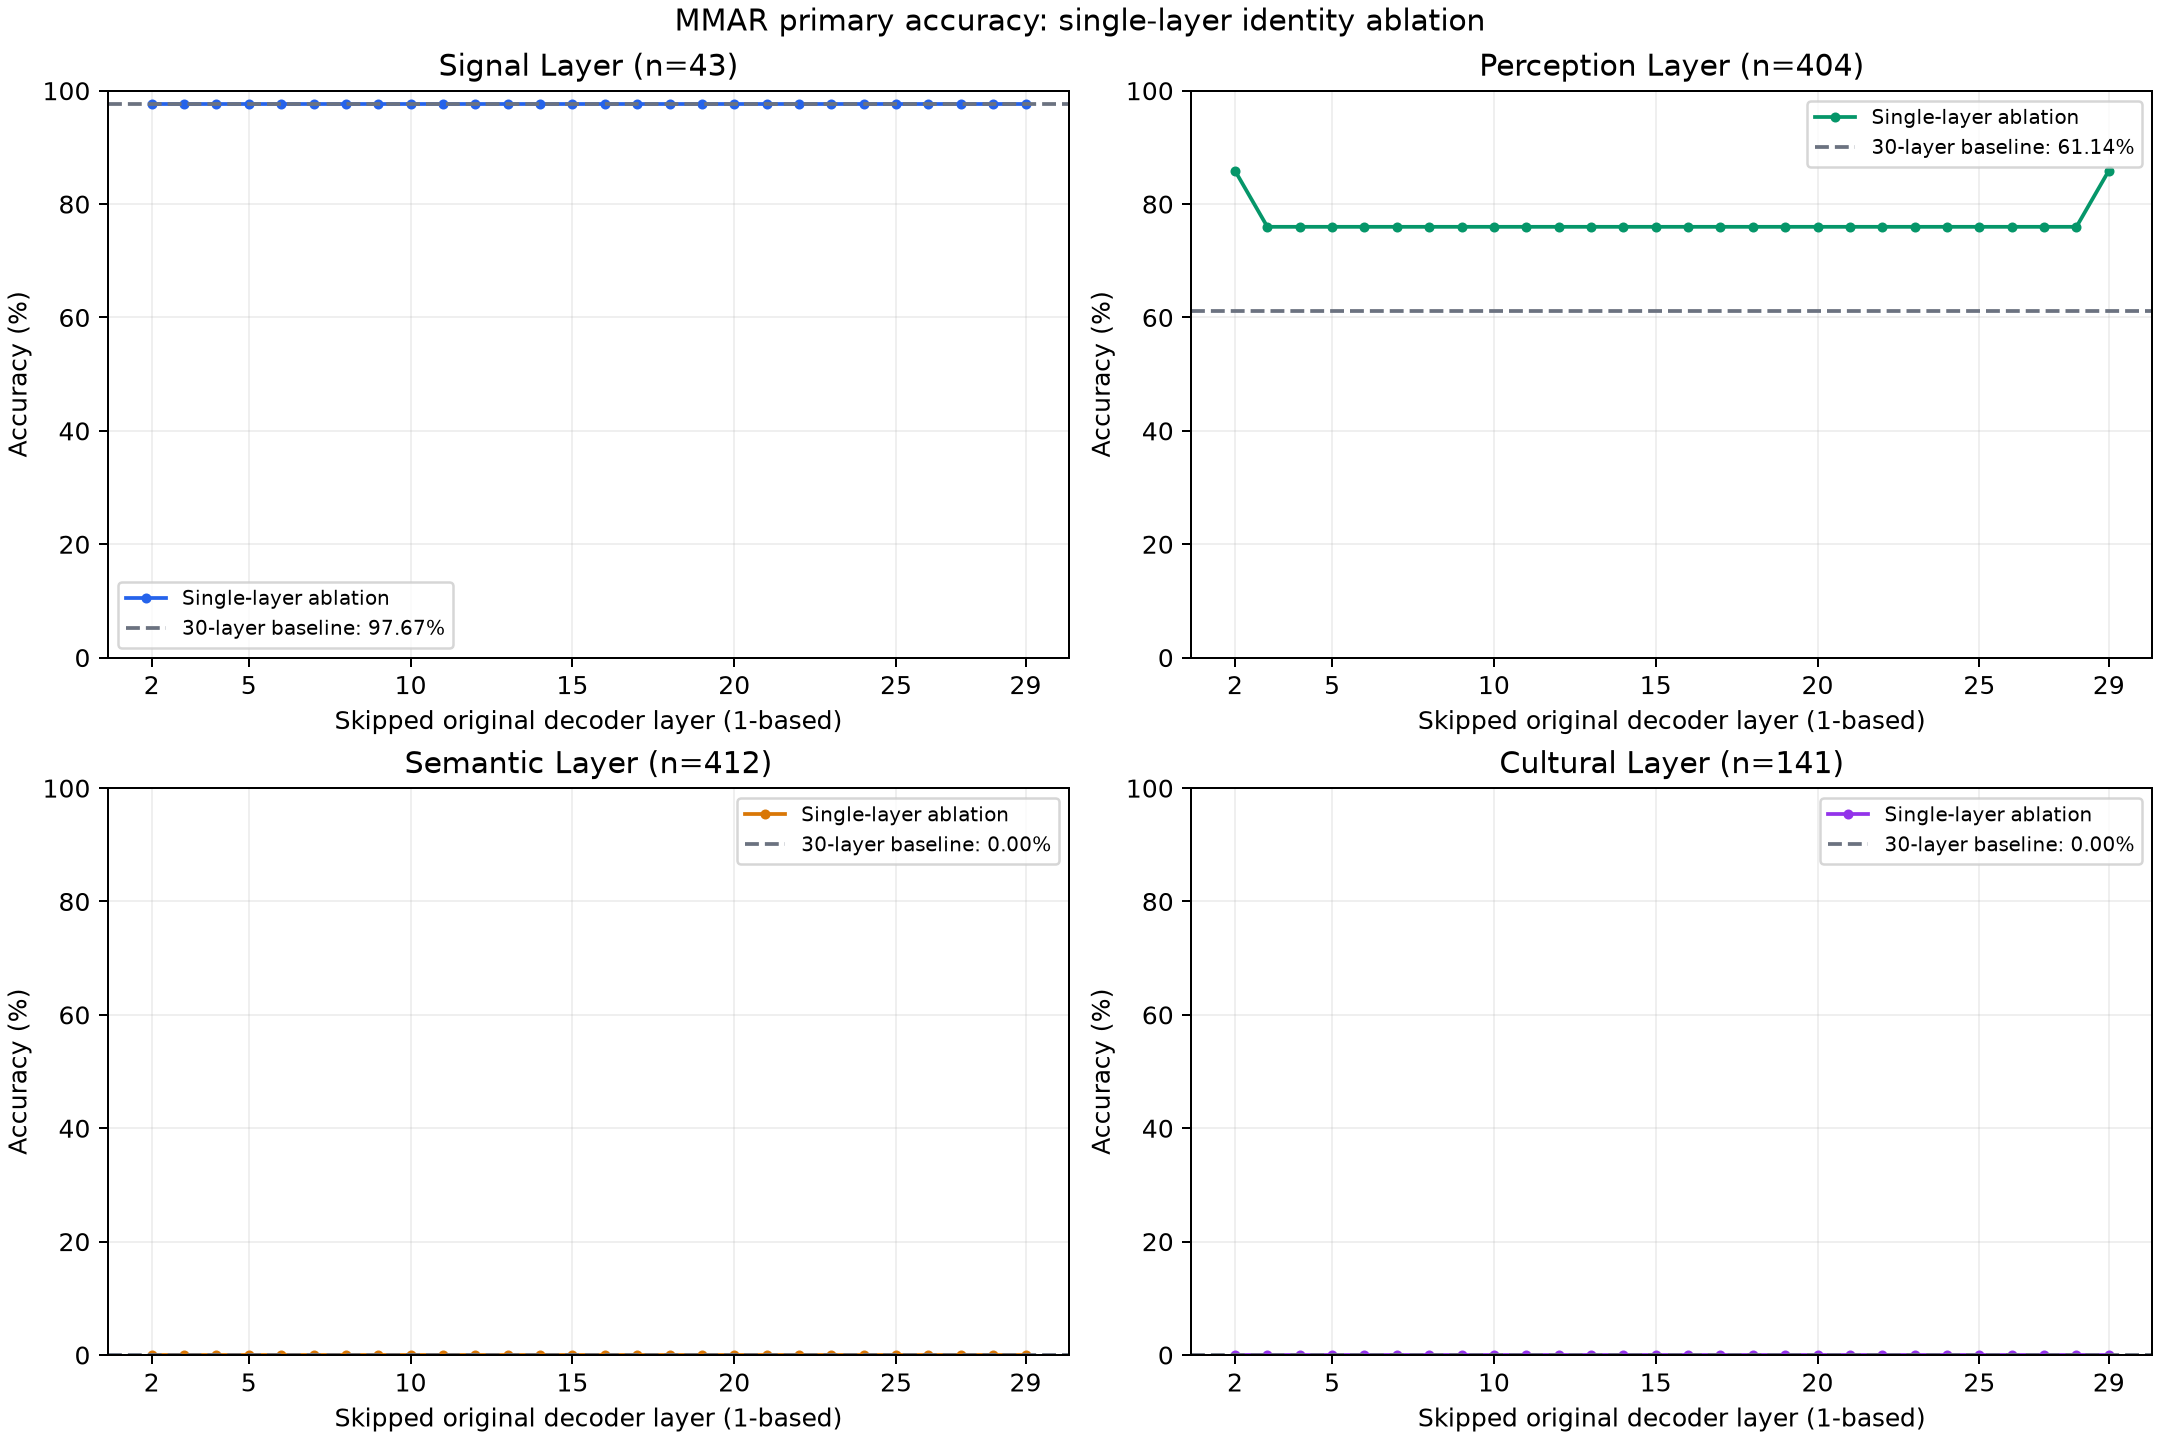 MMAR primary accuracy: single-layer identity ablation
Signal Layer (n=43)
Accuracy (%)
100
80
60
40
20
0
Single-layer ablation
30-layer baseline: 97.67%
2 5 10 15 20 25 29
Skipped original decoder layer (1-based)
Perception Layer (n=404)
Accuracy (%)
100
80
60
40
20
0
Single-layer ablation
30-layer baseline: 61.14%
2 5 10 15 20 25 29
Skipped original decoder layer (1-based)
Semantic Layer (n=412)
Accuracy (%)
100
80
60
40
20
0
Single-layer ablation
30-layer baseline: 0.00%
2 5 10 15 20 25 29
Skipped original decoder layer (1-based)
Cultural Layer (n=141)
Accuracy (%)
100
80
60
40
20
0
Single-layer ablation
30-layer baseline: 0.00%
2 5 10 15 20 25 29
Skipped original decoder layer (1-based)